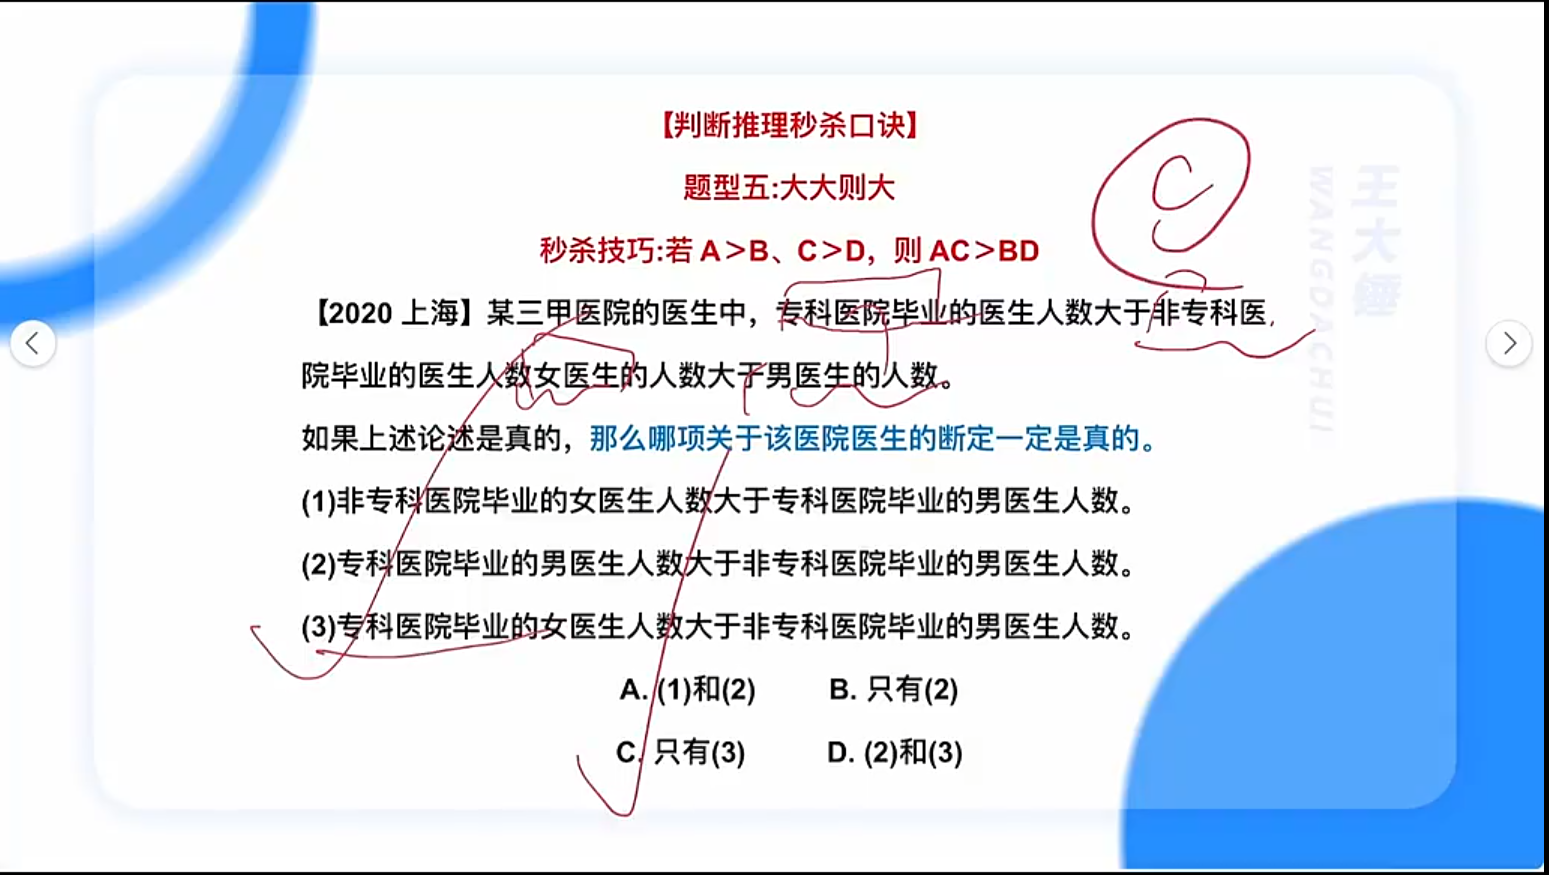 【判断推理秒杀口诀】
题型五:大大则大
秒杀技巧:若 A＞B、C＞D，则 AC＞BD
【2020 上海】某三甲医院的医生中，专科医院毕业的医生人数大于非专科医
院毕业的医生人数女医生的人数大于男医生的人数。
如果上述论述是真的，那么哪项关于该医院医生的断定一定是真的。
(1)非专科医院毕业的女医生人数大于专科医院毕业的男医生人数。
(2)专科医院毕业的男医生人数大于非专科医院毕业的男医生人数。
(3)专科医院毕业的女医生人数大于非专科医院毕业的男医生人数。
A. (1)和(2) B. 只有(2)
C. 只有(3) D. (2)和(3)
C
王大锤
WANGDACHUI